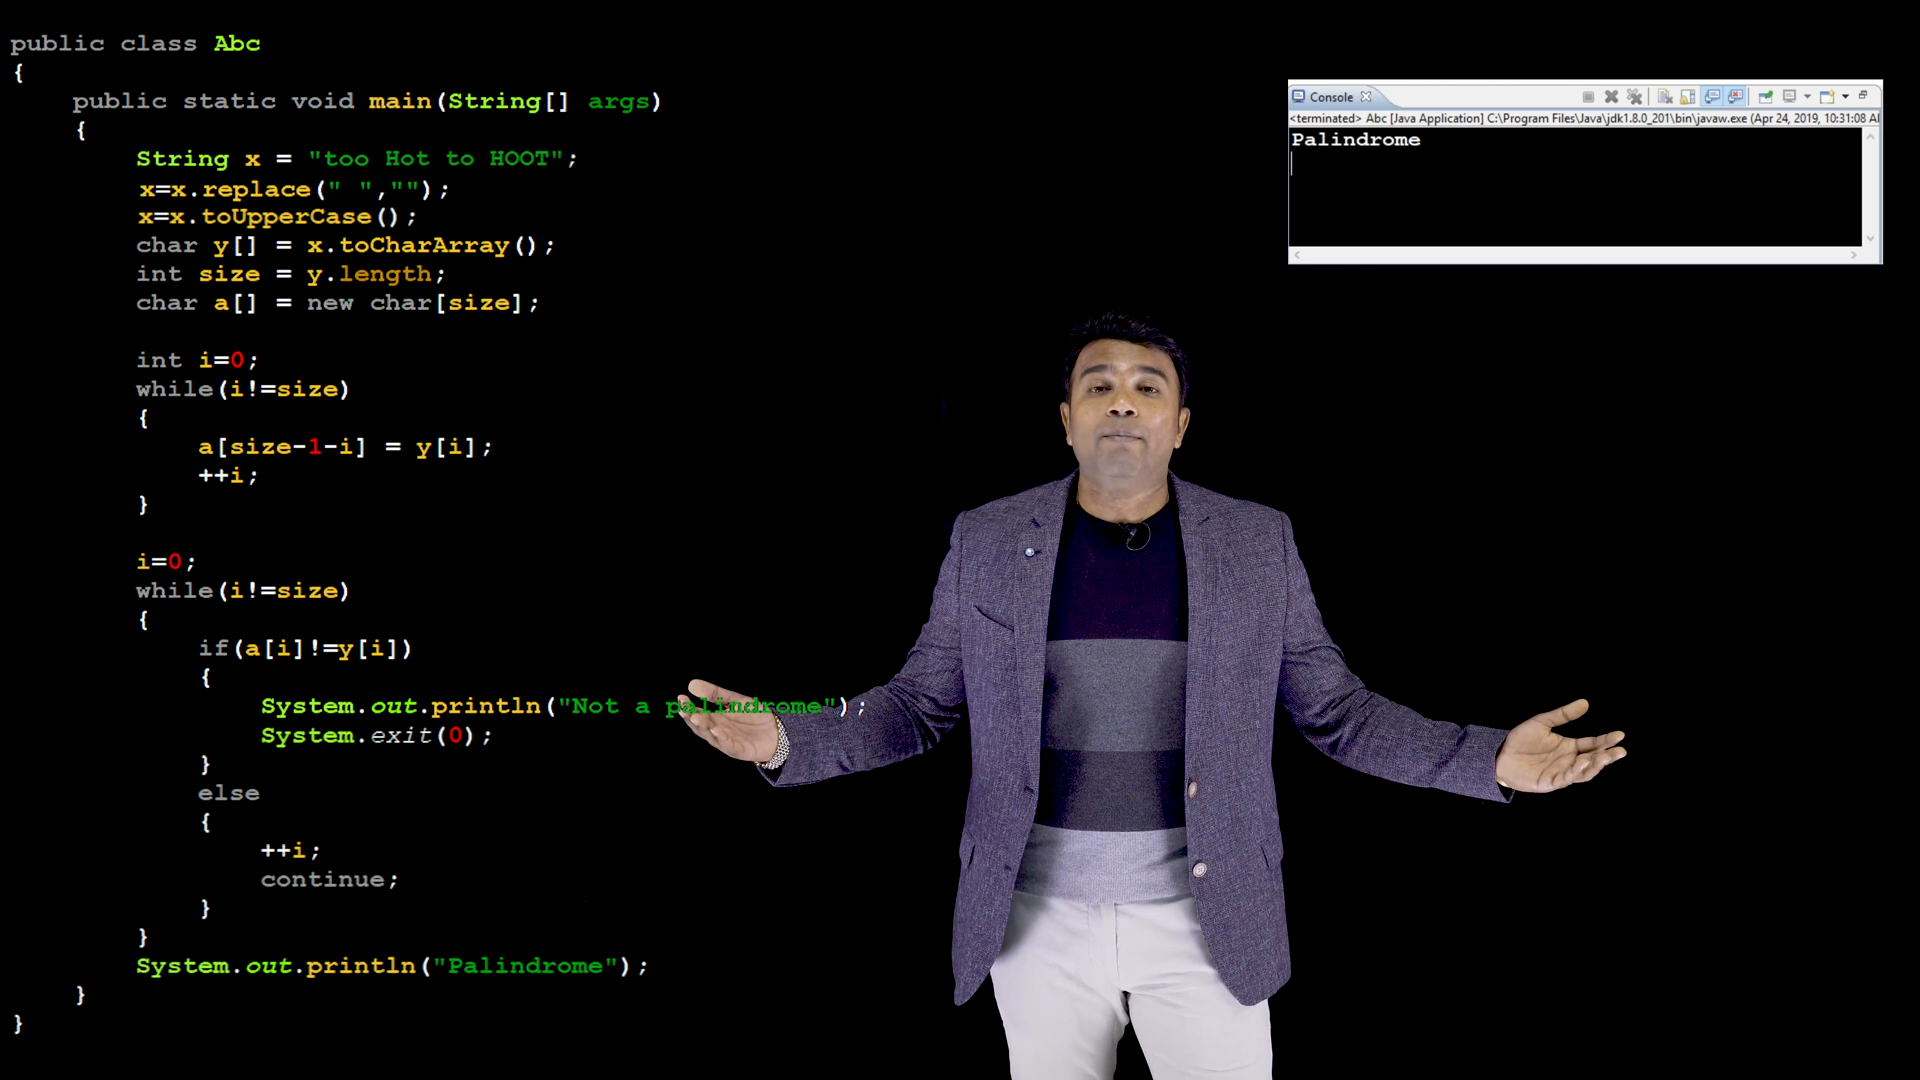 public class Abc
{
public static void main(String[] args)
{
String x = "too Hot to HOOT";
x=x.replace(" ","");
x=x.toUpperCase();
char y[] = x.toCharArray();
int size = y.length;
char a[] = new char[size];
int i=0;
while(i!=size)
{
a[size-1-i] = y[i];
++i;
}
i=0;
while(i!=size)
{
if(a[i]!=y[i])
{
System.out.println("Not a palindrome");
System.exit(0);
}
else
{
++i;
continue;
}
}
System.out.println("Palindrome");
}
}
Console
<terminated> Abc [Java Application] C:\Program Files\Java\jdk1.8.0_201\bin\javaw.exe (Apr 24, 2019, 10:31:08 A
Palindrome